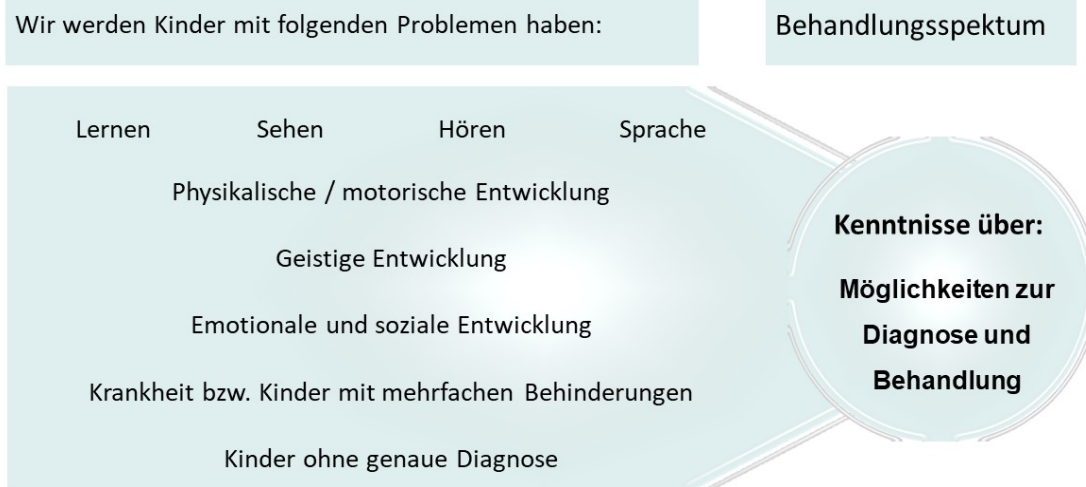 Wir werden Kinder mit folgenden Problemen haben:
Behandlungsspektum
Lernen Sehen Hören Sprache
Physikalische / motorische Entwicklung
Geistige Entwicklung
Emotionale und soziale Entwicklung
Krankheit bzw. Kinder mit mehrfachen Behinderungen
Kinder ohne genaue Diagnose
Kenntnisse über:
Möglichkeiten zur
Diagnose und
Behandlung